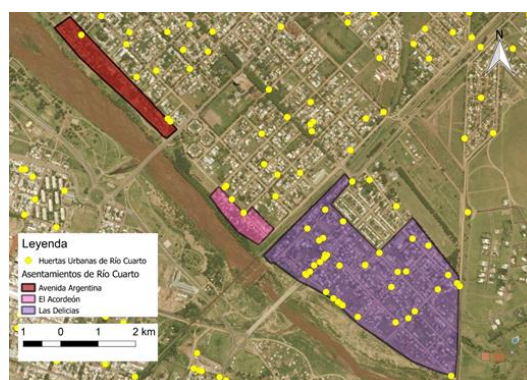 N
Leyenda
Huertas Urbanas de Río Cuarto
Asentamientos de Río Cuarto
Avenida Argentina
El Acordeón
Las Delicias
1 0 1 2 km